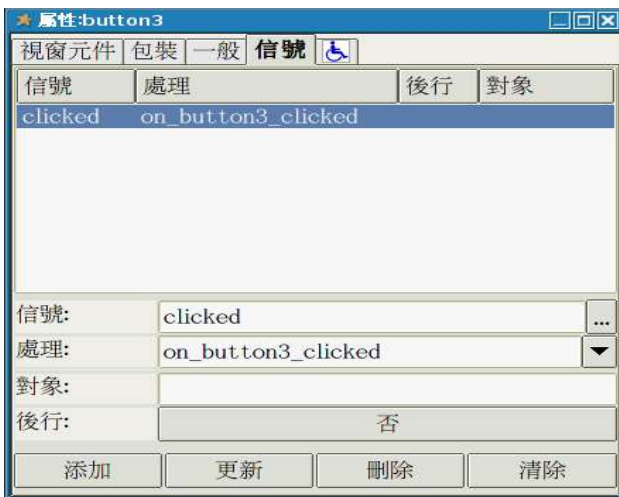 属性:button3
視窗元件 包裝 一般 信號
信號 處理 後行 對象
clicked on_button3_clicked
信號: clicked ...
處理: on_button3_clicked
對象:
後行: 否
添加 更新 刪除 清除